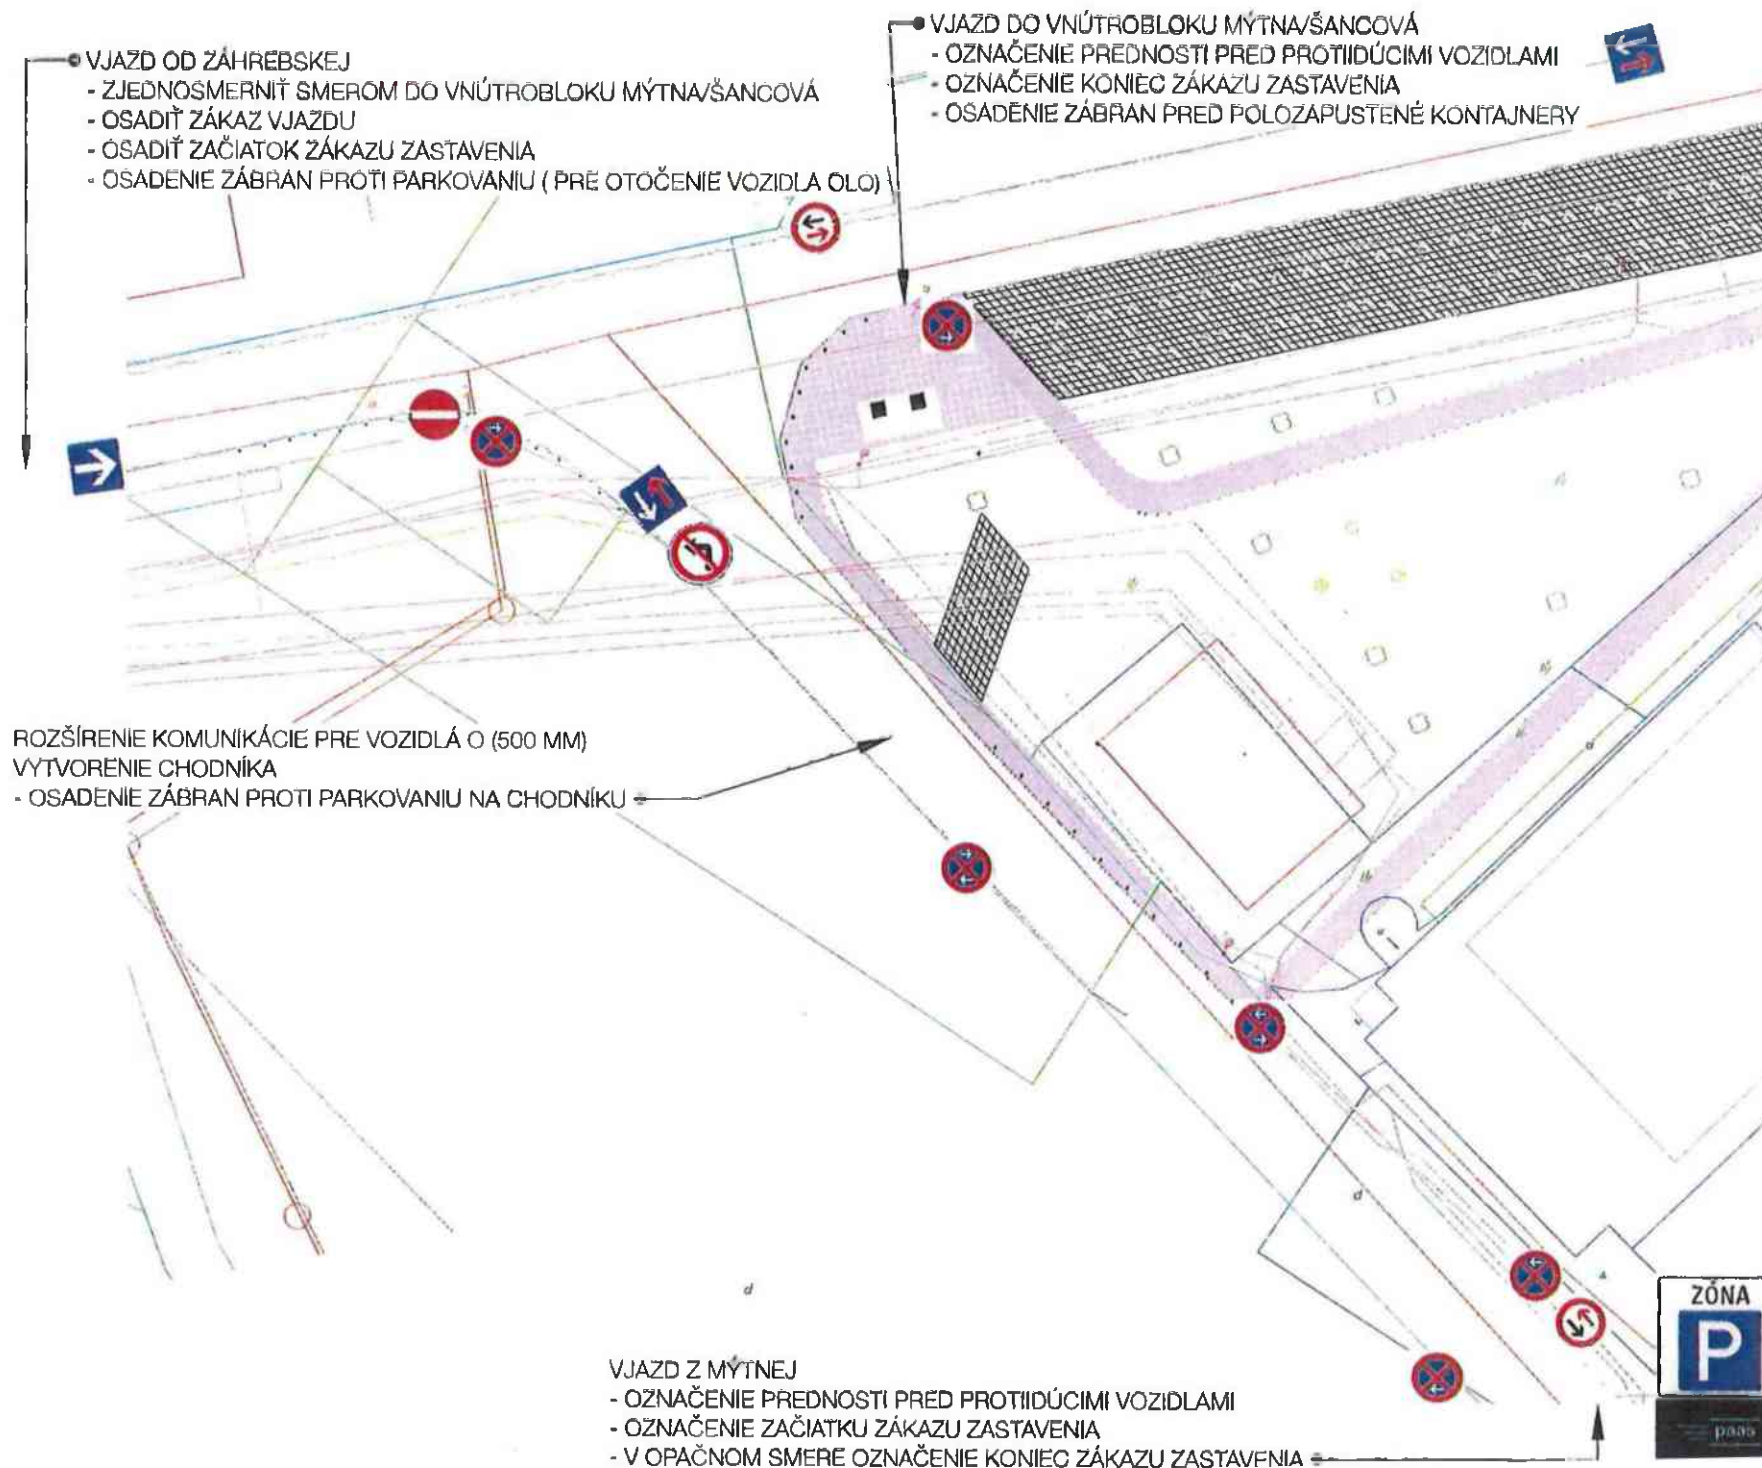 VJAZD OD ZÁHREBSKEJ
- ZJEDNOSMERNIŤ SMEROM DO VNÚTROBLOKU MÝTNA/ŠANCOVÁ
- OSADIŤ ZÁKAZ VJAZDU
- OSADIŤ ZAČIATOK ZÁKAZU ZASTAVENIA
- OSADENIE ZÁBRAN PROTI PARKOVANIU ( PRE OTOČENIE VOZIDLA OLO)
VJAZD DO VNÚTROBLOKU MÝTNA/ŠANCOVÁ
- OZNAČENIE PREDNOSTI PRED PROTIIDÚCIMI VOZIDLAMI
- OZNAČENIE KONIEC ZÁKAZU ZASTAVENIA
- OSADENIE ZÁBRAN PRED POLOZAPUSTENÉ KONTAJNERY
ROZŠÍRENIE KOMUNIKÁCIE PRE VOZIDLÁ O (500 MM)
VYTVORENIE CHODNÍKA
- OSADENIE ZÁBRAN PROTI PARKOVANIU NA CHODNÍKU
d
d
d
ZÓNA
P
paas
VJAZD Z MÝTNEJ
- OZNAČENIE PREDNOSTI PRED PROTIIDÚCIMI VOZIDLAMI
- OZNAČENIE ZAČIATKU ZÁKAZU ZASTAVENIA
- V OPAČNOM SMERE OZNAČENIE KONIEC ZÁKAZU ZASTAVENIA